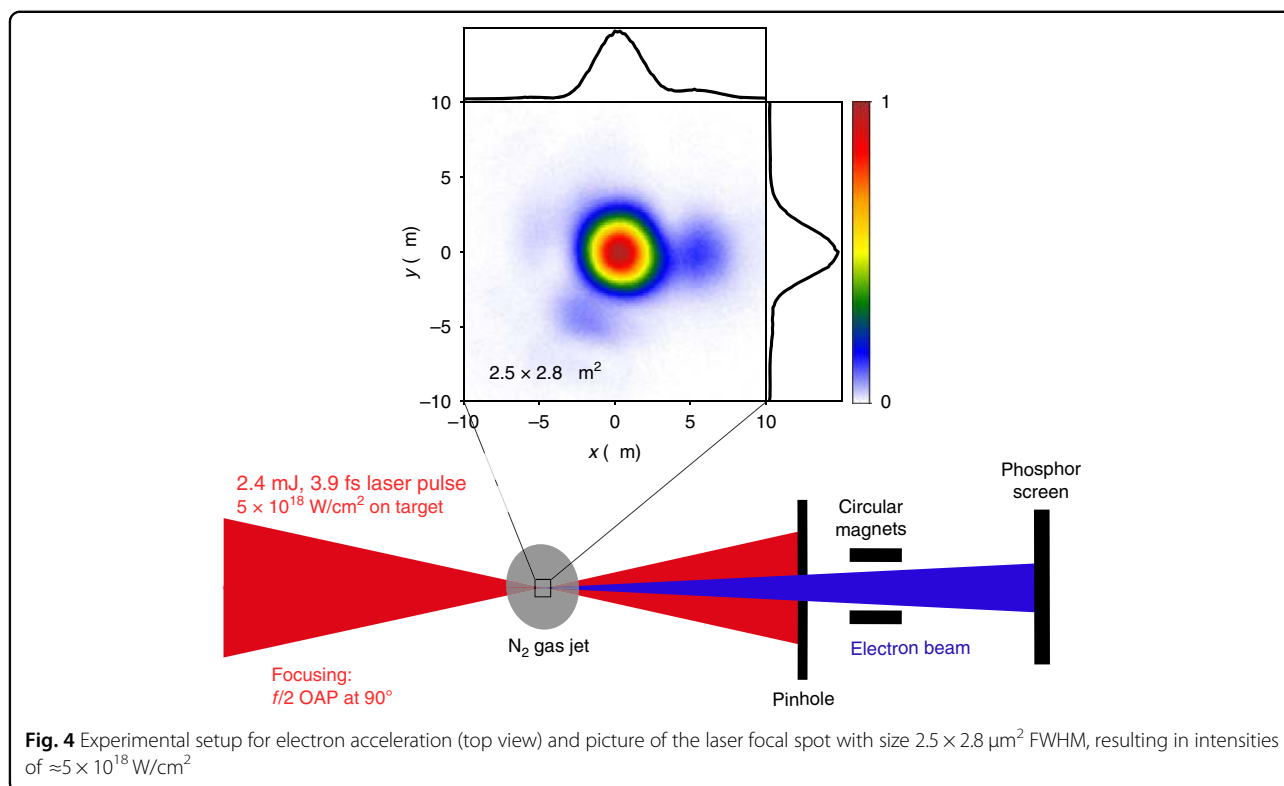 10
5
0
−5
−10
y (  m)
2.5 × 2.8   m²
−10
−5
0
5
10
x (  m)
1
0
2.4 mJ, 3.9 fs laser pulse
5 × 10¹⁸ W/cm² on target
Focusing:
f/2 OAP at 90°
N₂ gas jet
Pinhole
Circular
magnets
Electron beam
Phosphor
screen
Fig. 4 Experimental setup for electron acceleration (top view) and picture of the laser focal spot with size 2.5 × 2.8 μm² FWHM, resulting in intensities
of ≈5 × 10¹⁸ W/cm²